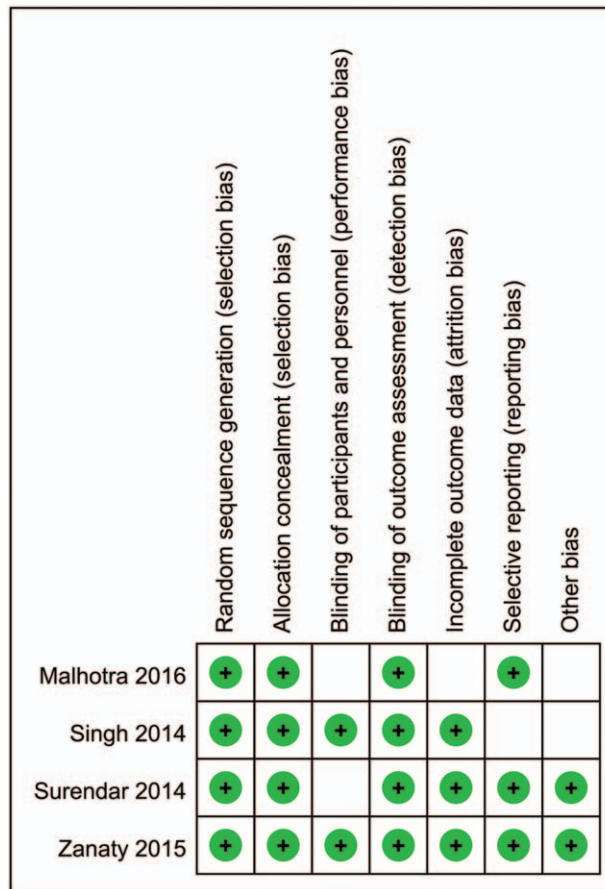 Random sequence generation (selection bias)
Allocation concealment (selection bias)
Blinding of participants and personnel (performance bias)
Blinding of outcome assessment (detection bias)
Incomplete outcome data (attrition bias)
Selective reporting (reporting bias)
Other bias
Malhotra 2016 + + + +
Singh 2014 + + + + +
Surendar 2014 + + + + + +
Zanaty 2015 + + + + + + +